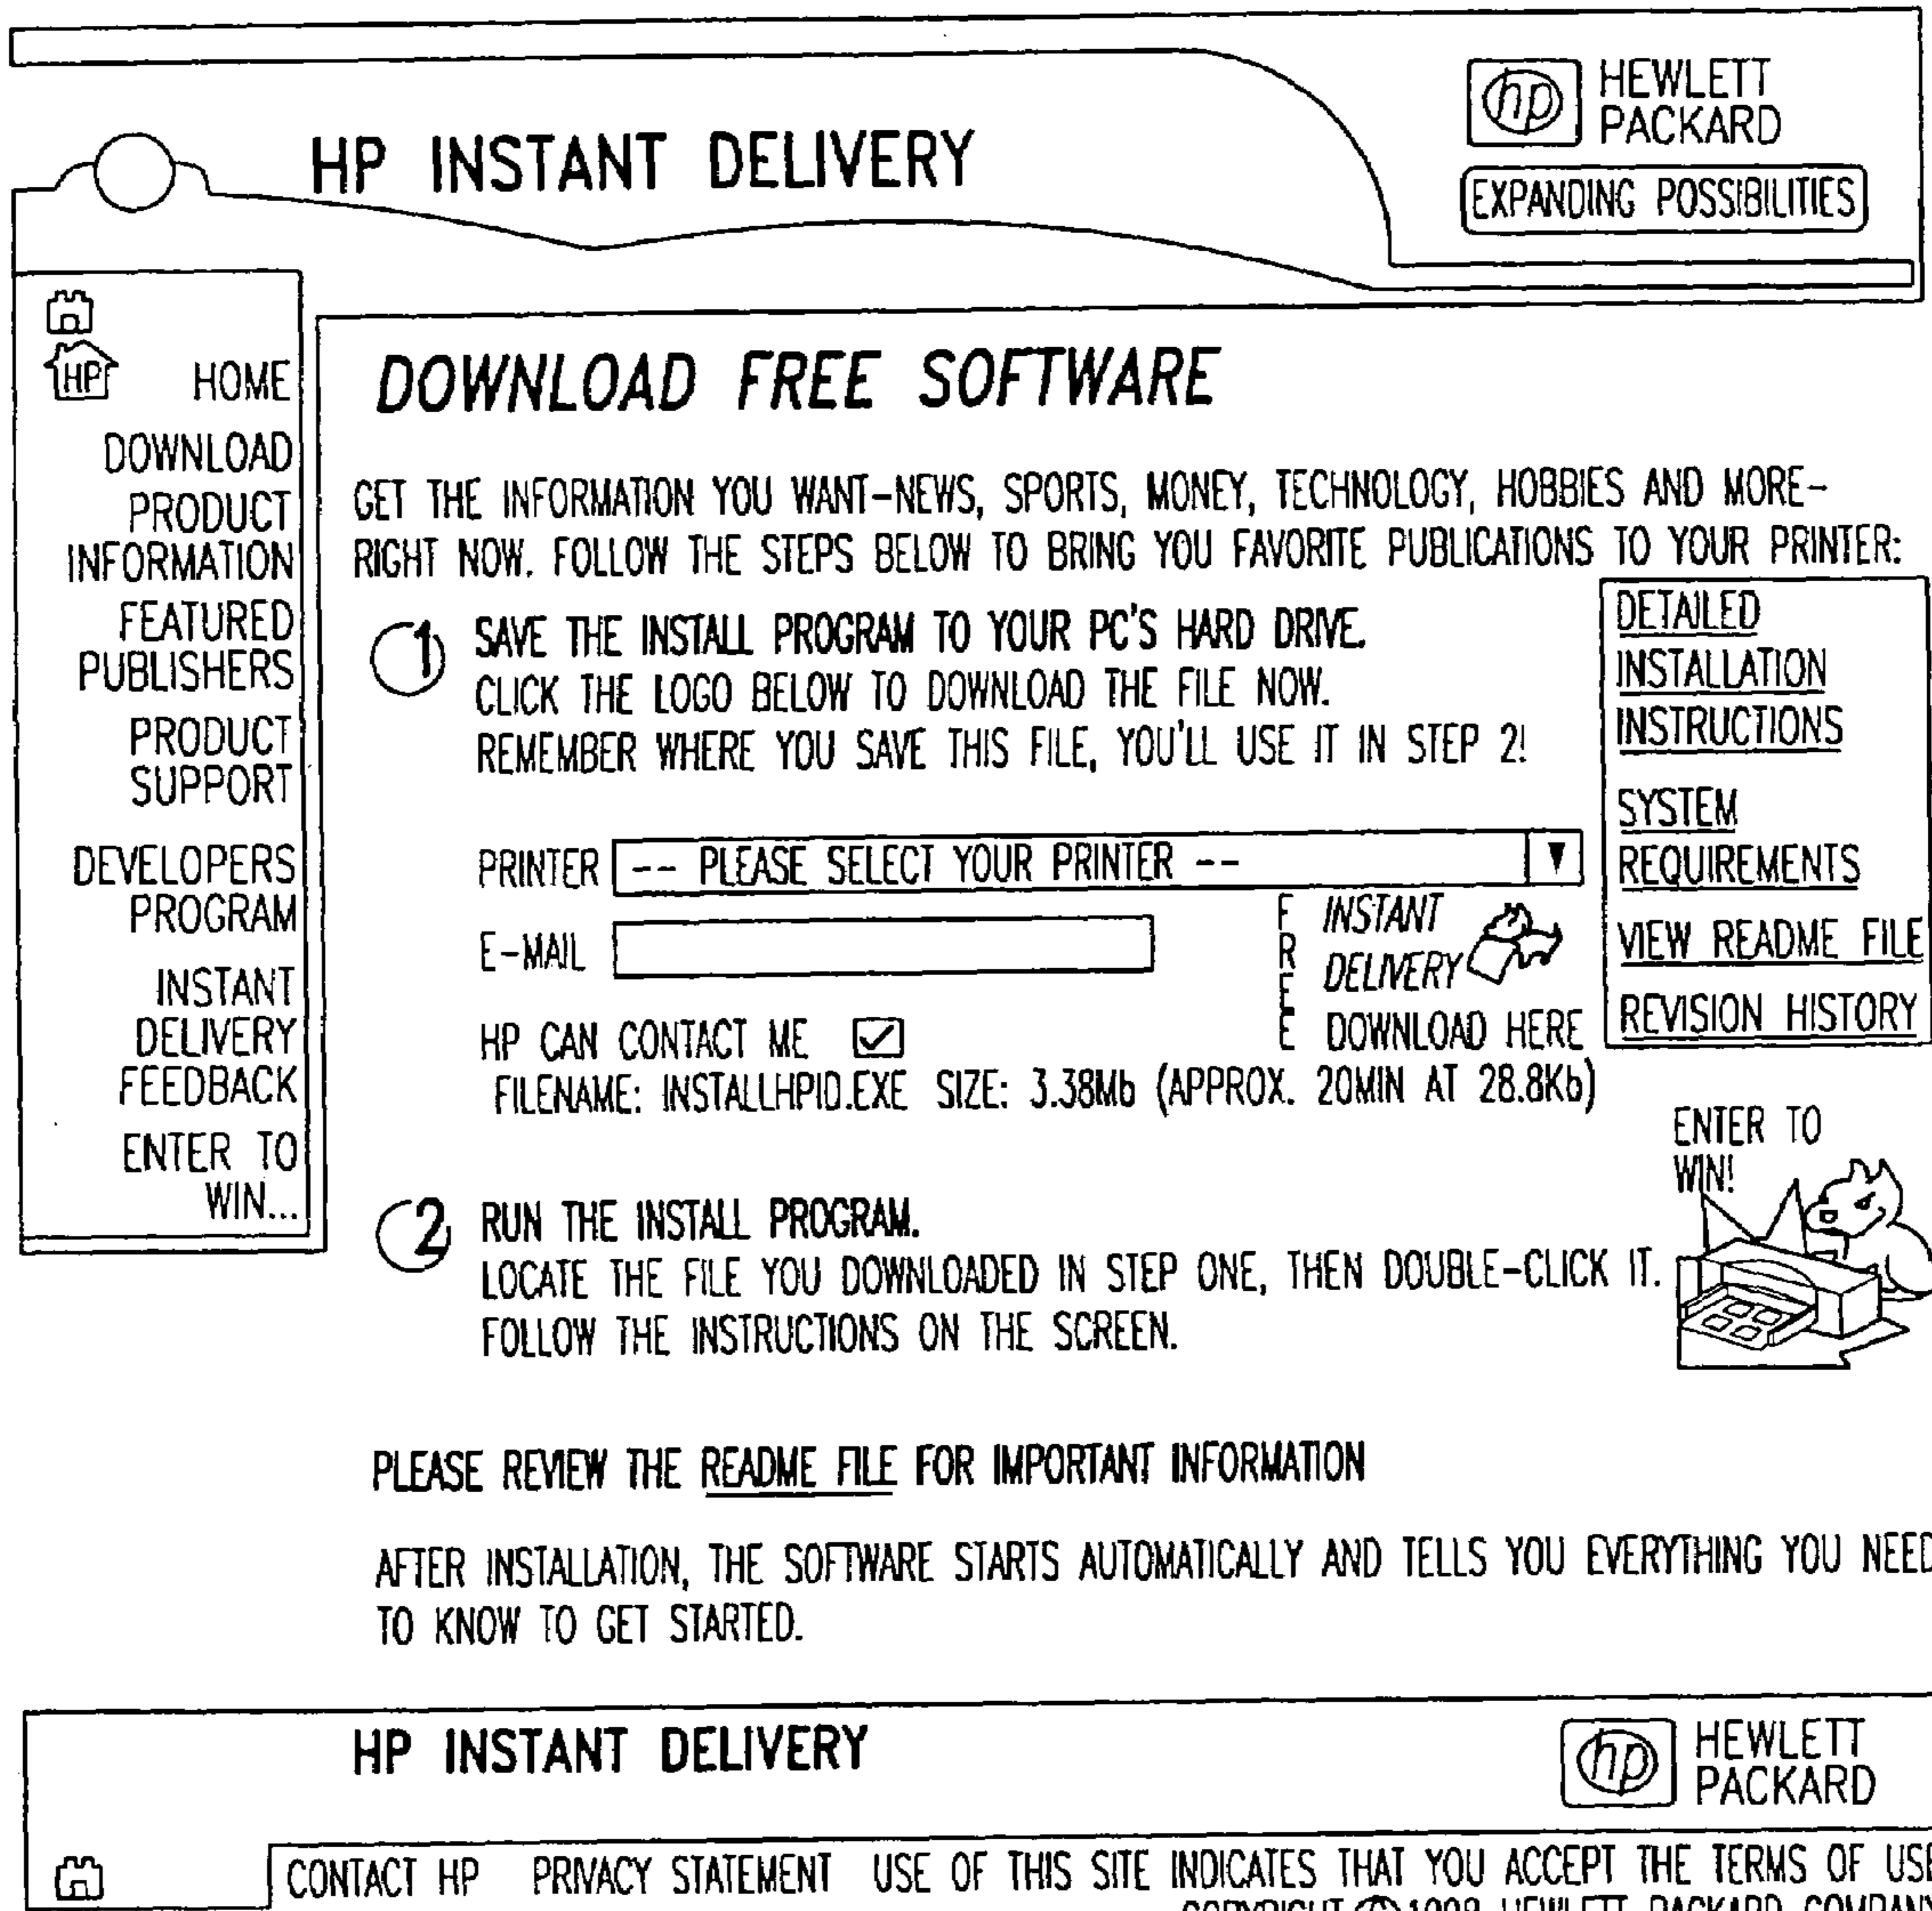 hp HEWLETT
PACKARD
HP INSTANT DELIVERY
EXPANDING POSSIBILITIES
HP HOME
DOWNLOAD
PRODUCT
INFORMATION
FEATURED
PUBLISHERS
PRODUCT
SUPPORT
DEVELOPERS
PROGRAM
INSTANT
DELIVERY
FEEDBACK
ENTER TO
WIN...
DOWNLOAD FREE SOFTWARE
GET THE INFORMATION YOU WANT-NEWS, SPORTS, MONEY, TECHNOLOGY, HOBBIES AND MORE-
RIGHT NOW. FOLLOW THE STEPS BELOW TO BRING YOU FAVORITE PUBLICATIONS TO YOUR PRINTER:
1 SAVE THE INSTALL PROGRAM TO YOUR PC'S HARD DRIVE.
CLICK THE LOGO BELOW TO DOWNLOAD THE FILE NOW.
REMEMBER WHERE YOU SAVE THIS FILE, YOU'LL USE IT IN STEP 2!
PRINTER -- PLEASE SELECT YOUR PRINTER --
E-MAIL
FREE
INSTANT
DELIVERY
DOWNLOAD HERE
HP CAN CONTACT ME
FILENAME: INSTALLHPID.EXE SIZE: 3.38Mb (APPROX. 20MIN AT 28.8Kb)
DETAILED
INSTALLATION
INSTRUCTIONS
SYSTEM
REQUIREMENTS
VIEW README FILE
REVISION HISTORY
ENTER TO
WIN!
2 RUN THE INSTALL PROGRAM.
LOCATE THE FILE YOU DOWNLOADED IN STEP ONE, THEN DOUBLE-CLICK IT.
FOLLOW THE INSTRUCTIONS ON THE SCREEN.
PLEASE REVIEW THE README FILE FOR IMPORTANT INFORMATION
AFTER INSTALLATION, THE SOFTWARE STARTS AUTOMATICALLY AND TELLS YOU EVERYTHING YOU NEED
TO KNOW TO GET STARTED.
HP INSTANT DELIVERY
hp HEWLETT
PACKARD
CONTACT HP PRIVACY STATEMENT USE OF THIS SITE INDICATES THAT YOU ACCEPT THE TERMS OF USE
COPYRIGHT © 1998 HEWLETT PACKARD COMPANY